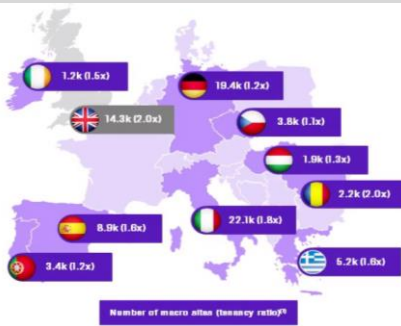 1.2k (1.5x)
19.4k (1.2x)
14.3k (2.0x)
3.8k (1.1x)
1.9k (1.3x)
2.2k (2.0x)
8.9k (1.6x)
22.1k (1.8x)
3.4k (1.2x)
5.2k (1.6x)
Number of macro sites (tenancy ratio)⁽¹⁾